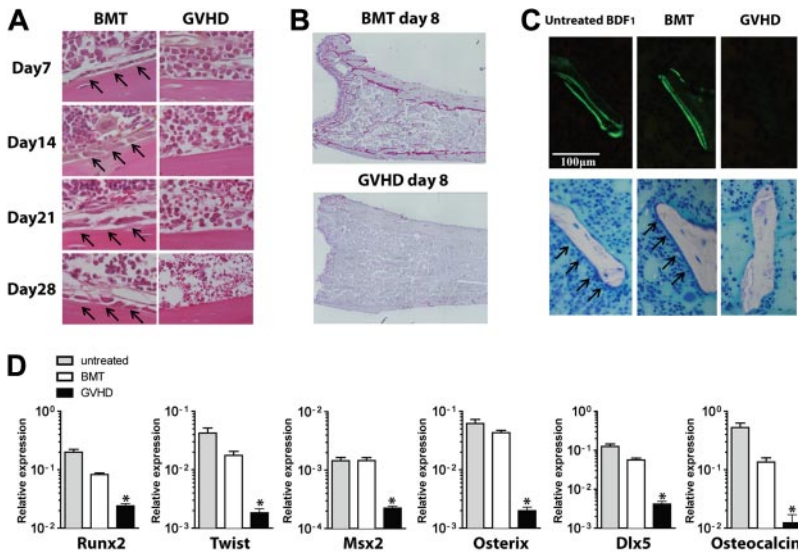 A
BMT GVHD
Day7
Day14
Day21
Day28
B
BMT day 8
GVHD day 8
C
Untreated BDF1 BMT GVHD
100μm
D
untreated
BMT
GVHD
Relative expression
10⁰
10⁻¹
10⁻²
*
Runx2
Relative expression
10⁻¹
10⁻²
10⁻³
*
Twist
Relative expression
10⁻²
10⁻³
10⁻⁴
*
Msx2
Relative expression
10⁻¹
10⁻²
10⁻³
*
Osterix
Relative expression
10⁰
10⁻¹
10⁻²
10⁻³
*
Dlx5
Relative expression
10⁰
10⁻¹
10⁻²
*
Osteocalcin